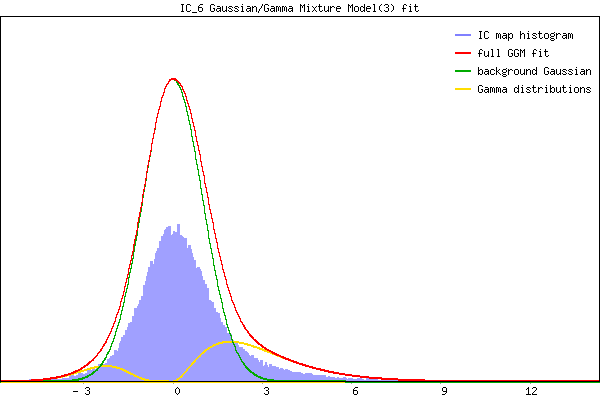 IC_6 Gaussian/Gamma Mixture Model(3) fit
IC map histogram
full GGM fit
background Gaussian
Gamma distributions
-3 0 3 6 9 12